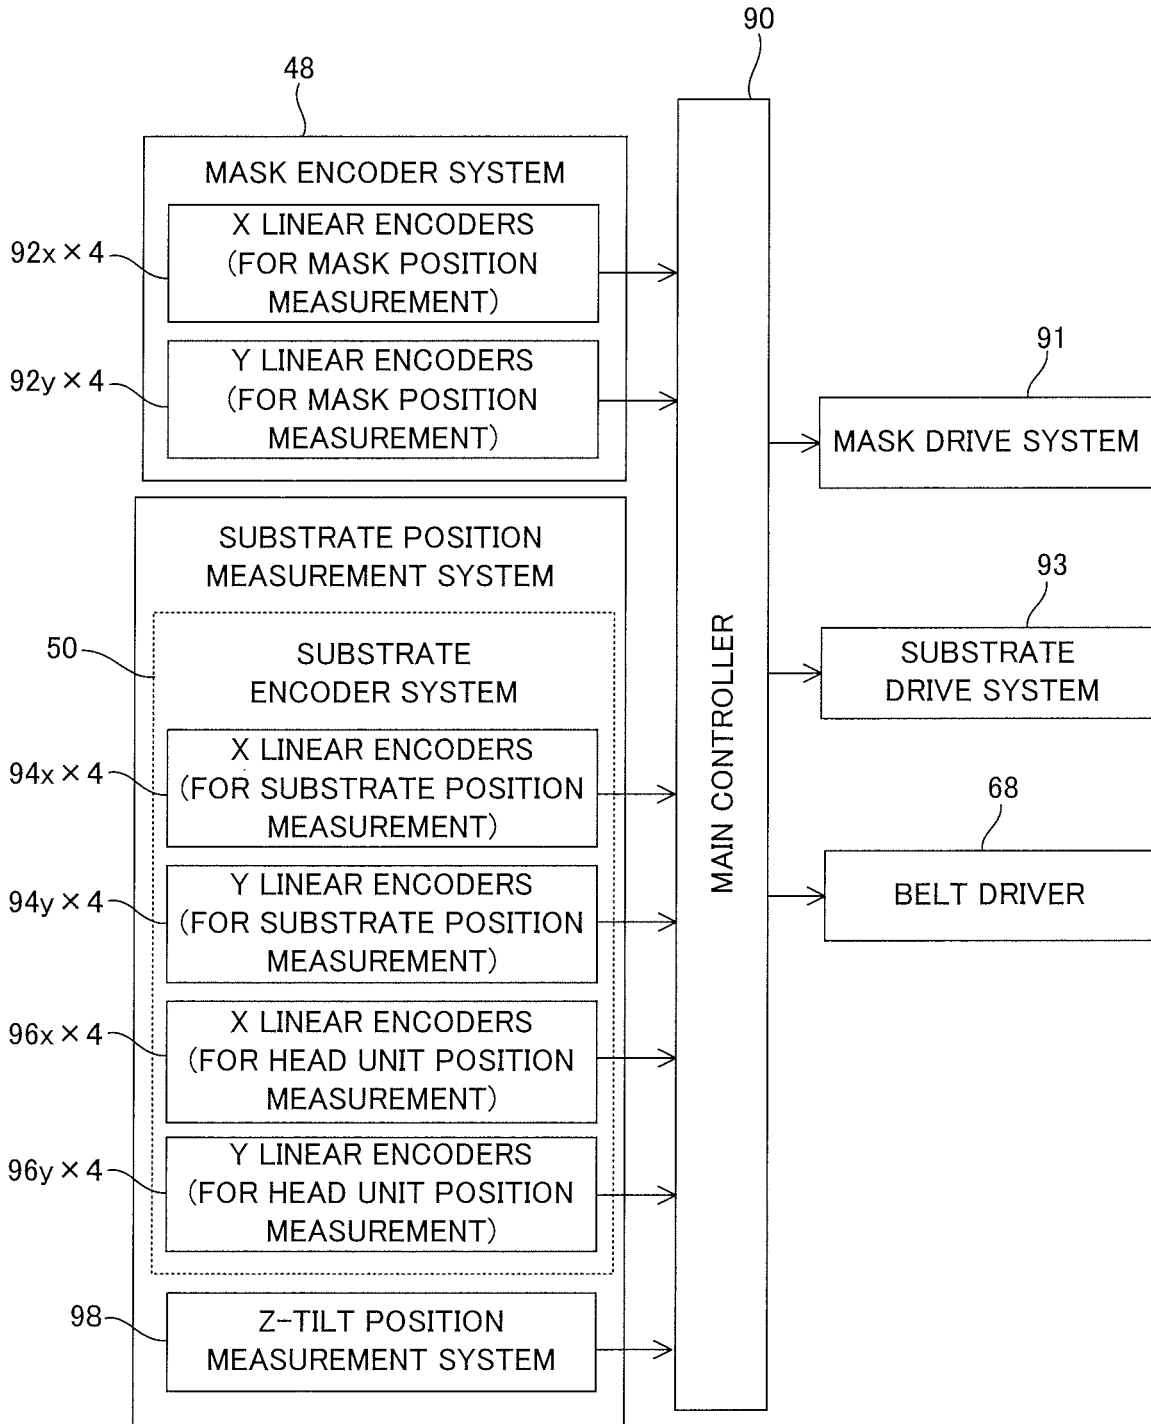 90
48
MASK ENCODER SYSTEM
92x×4
X LINEAR ENCODERS
(FOR MASK POSITION
MEASUREMENT)
92y×4
Y LINEAR ENCODERS
(FOR MASK POSITION
MEASUREMENT)
SUBSTRATE POSITION
MEASUREMENT SYSTEM
50
SUBSTRATE
ENCODER SYSTEM
94x×4
X LINEAR ENCODERS
(FOR SUBSTRATE POSITION
MEASUREMENT)
94y×4
Y LINEAR ENCODERS
(FOR SUBSTRATE POSITION
MEASUREMENT)
96x×4
X LINEAR ENCODERS
(FOR HEAD UNIT POSITION
MEASUREMENT)
96y×4
Y LINEAR ENCODERS
(FOR HEAD UNIT POSITION
MEASUREMENT)
98
Z-TILT POSITION
MEASUREMENT SYSTEM
MAIN CONTROLLER
91
MASK DRIVE SYSTEM
93
SUBSTRATE
DRIVE SYSTEM
68
BELT DRIVER